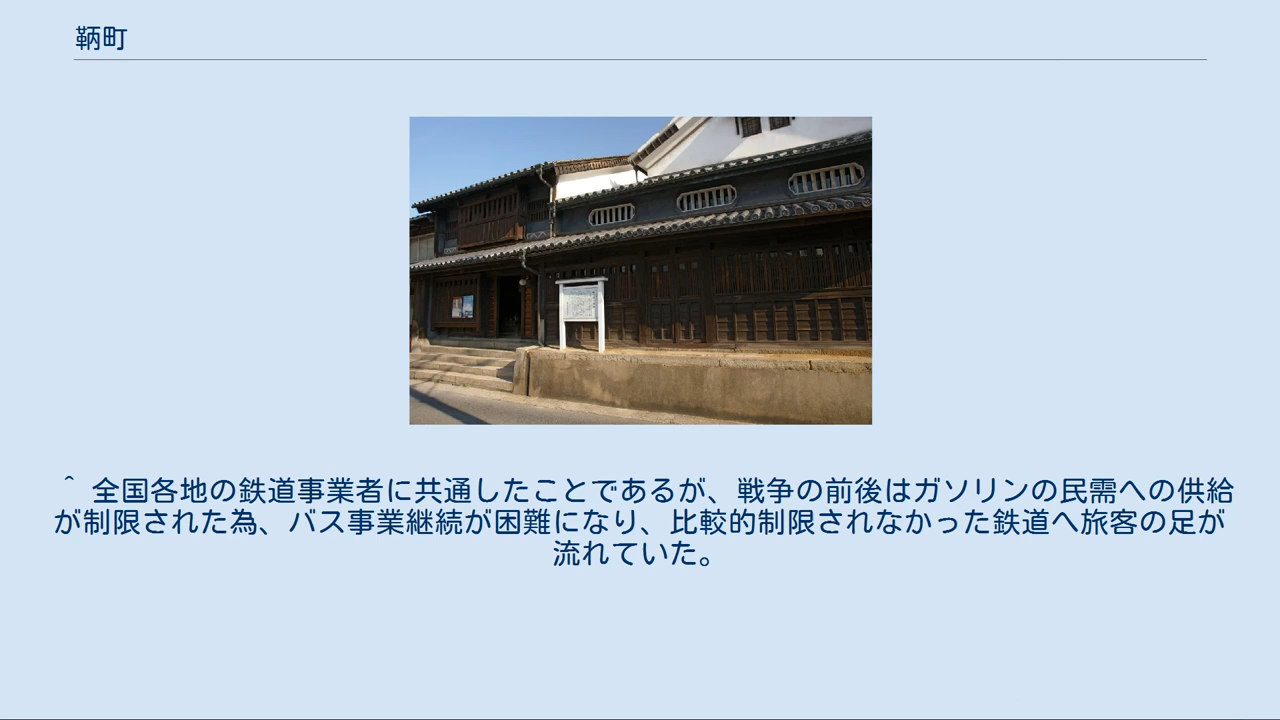 鞆町
＾ 全国各地の鉄道事業者に共通したことであるが、戦争の前後はガソリンの民需への供給
が制限された為、バス事業継続が困難になり、比較的制限されなかった鉄道へ旅客の足が
流れていた。